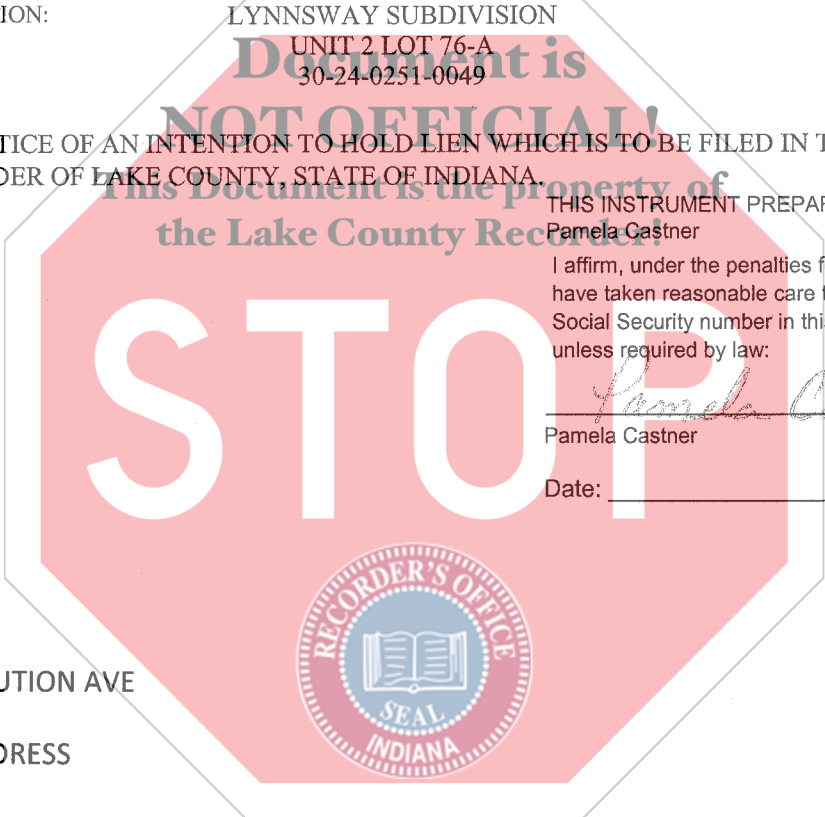 ION: LYNNSWAY SUBDIVISION
UNIT 2 LOT 76-A
30-24-0251-0049
Document is
NOT OFFICIAL!
This Document is the property of
the Lake County Recorder!
TICE OF AN INTENTION TO HOLD LIEN WHICH IS TO BE FILED IN T
DER OF LAKE COUNTY, STATE OF INDIANA.
THIS INSTRUMENT PREPAR
Pamela Castner
I affirm, under the penalties f
have taken reasonable care t
Social Security number in this
unless required by law:
Pamela C
Pamela Castner
Date:
STOP
RECORDER'S OFFICE
SEAL
INDIANA
UTION AVE
DRESS